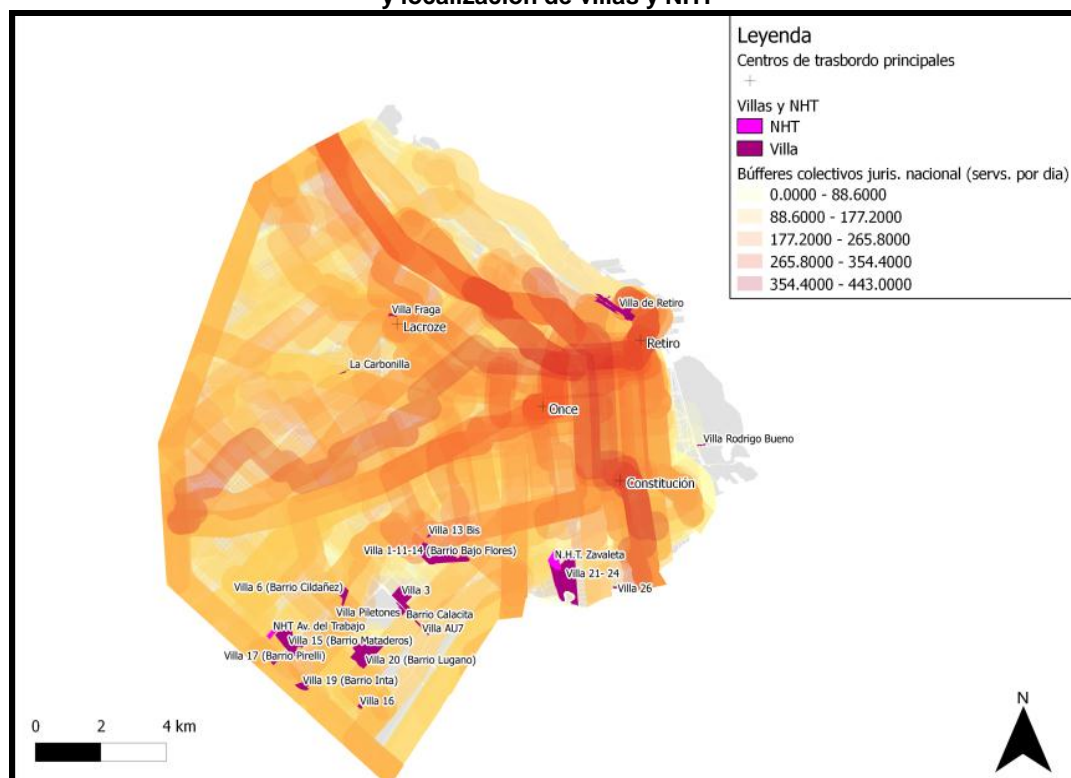 y localización de villas y NHT
Leyenda
Centros de trasbordo principales
Villas y NHT
NHT
Villa
Búfferes colectivos juris. nacional (servs. por dia)
0.0000 - 88.6000
88.6000 - 177.2000
177.2000 - 265.8000
265.8000 - 354.4000
354.4000 - 443.0000
Villa de Retiro
Villa Fraga
Lacroze
Retiro
La Carbonilla
Once
Villa Rodrigo Bueno
Constitución
Villa 13 Bis
Villa 1-11-14 (Barrio Bajo Flores)
N.H.T. Zavaleta
Villa 21- 24
Villa 6 (Barrio Cildañez)
Villa 3
Villa 26
Villa Piletones
Barrio Calacita
NHT Av. del Trabajo
Villa AU7
Villa 15 (Barrio Mataderos)
Villa 17 (Barrio Pirelli)
Villa 20 (Barrio Lugano)
Villa 19 (Barrio Inta)
Villa 16
N
0 2 4 km